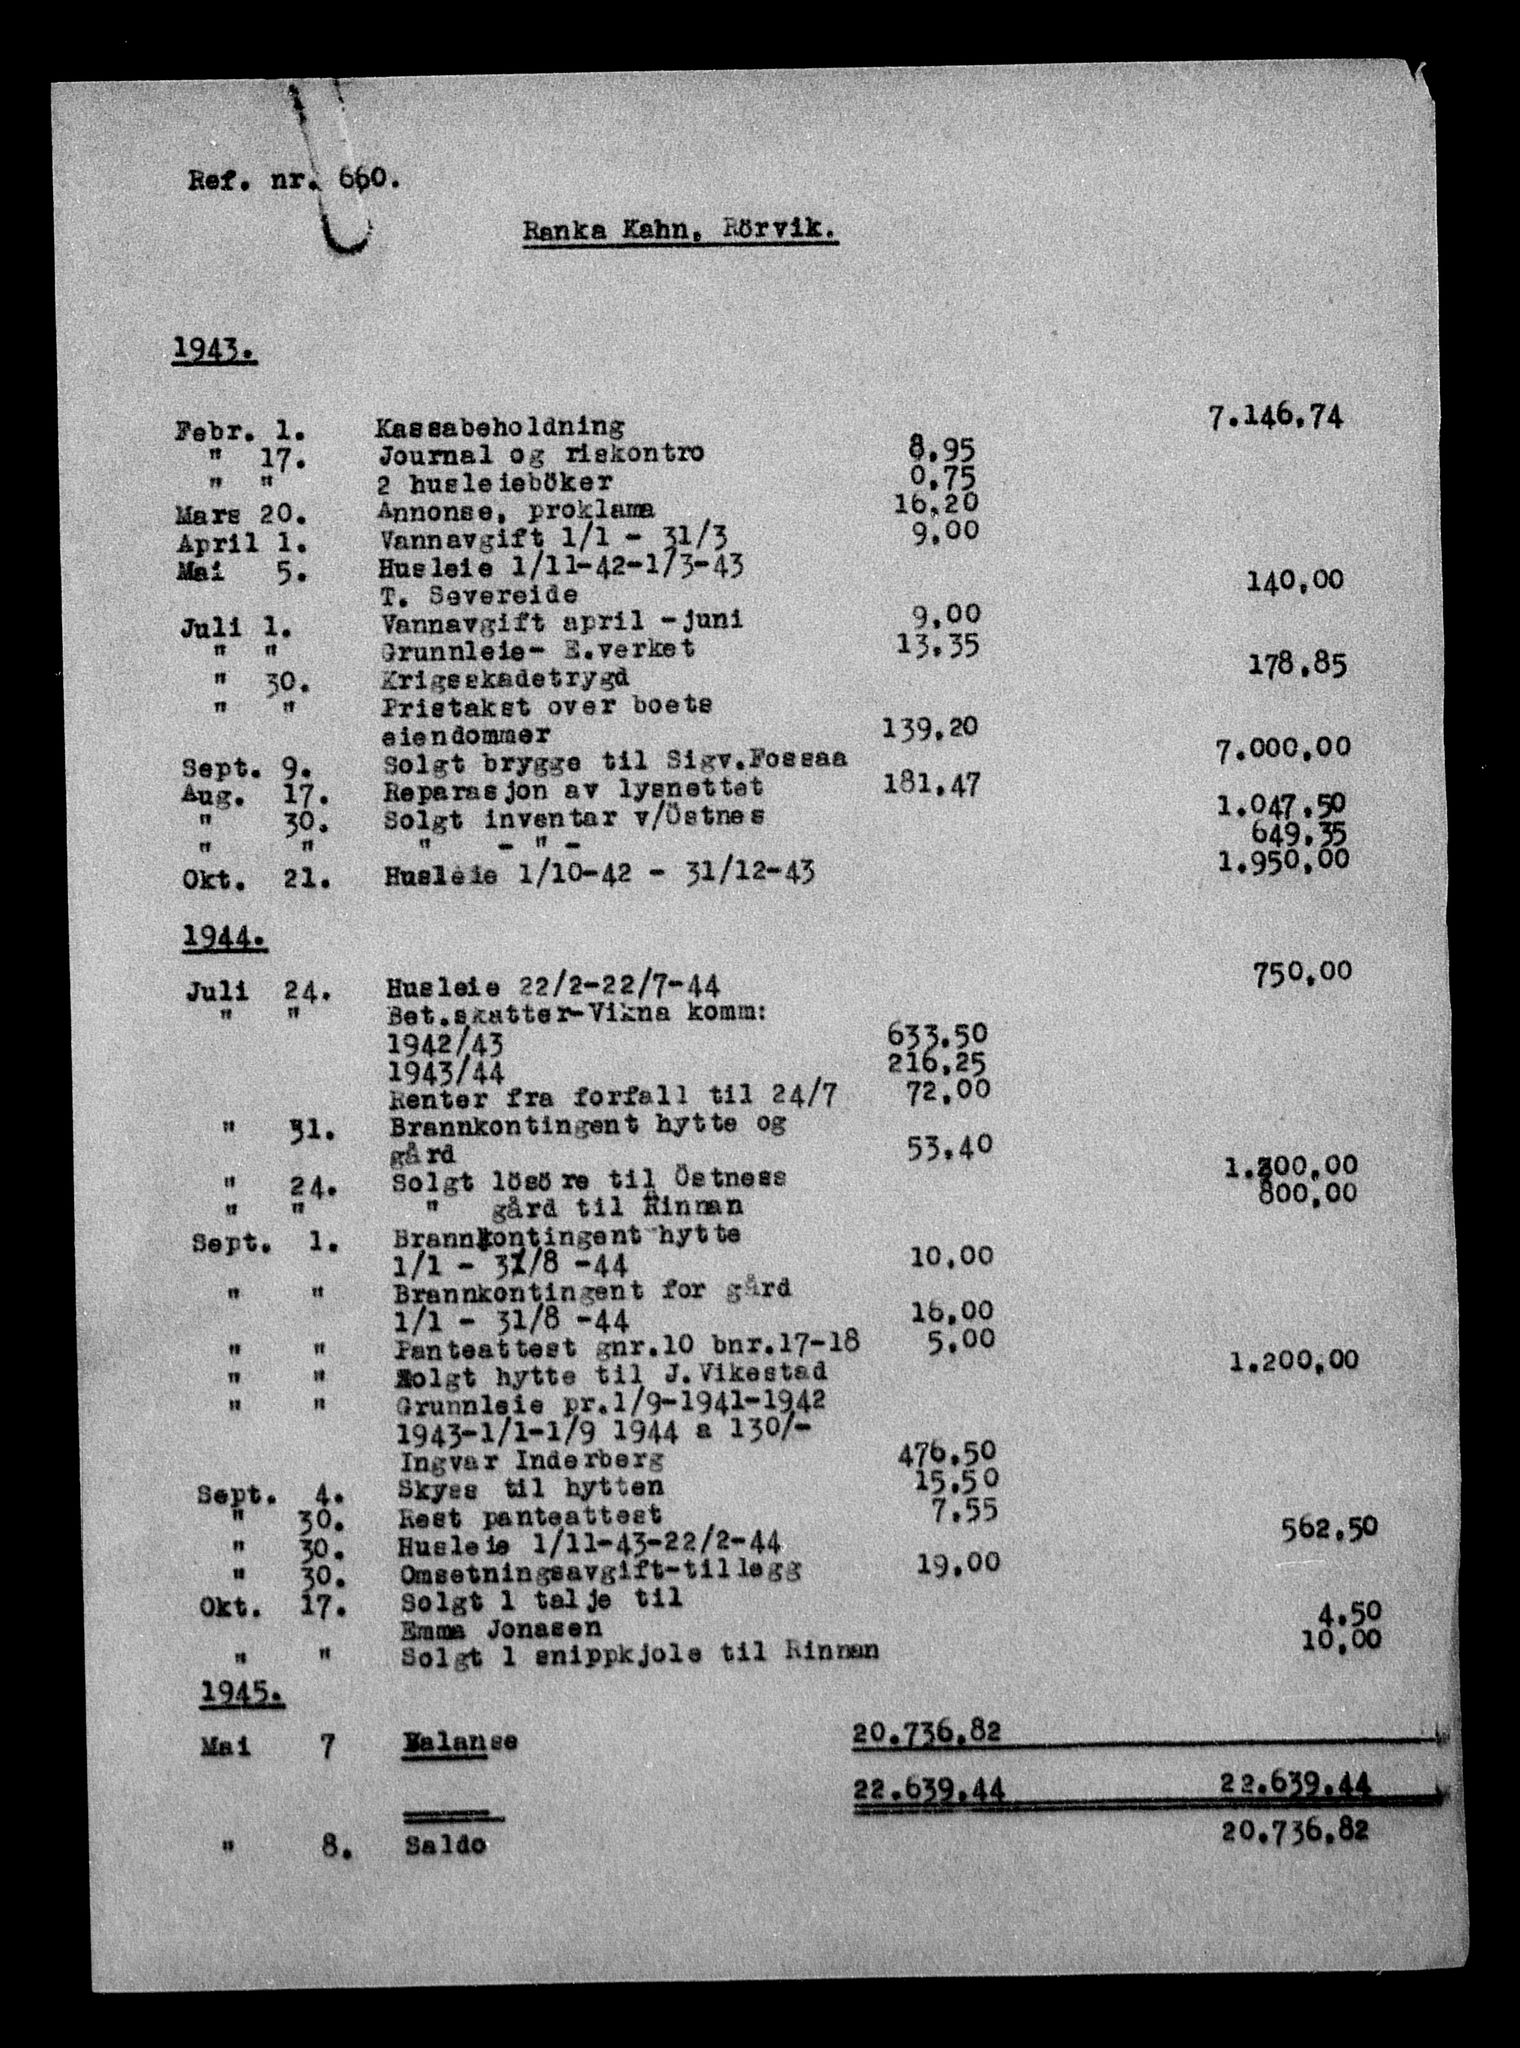 Ref. nr. 660.
Ranka Kahn, Rörvik.
1943.
Febr. 1. Kassabeholdning 7.146,74
" 17. Journal og riskontro 8,95
" " 2 husleieböker 0,75
Mars 20. Annonse, proklama 16,20
April 1. Vannavgift 1/1 - 31/3 9,00
Mai 5. Husleie 1/11-42-1/3-43
T. Severeide 140,00
Juli 1. Vannavgift april -juni 9,00
" " Grunnleie- E.verket 13,35
" 30. Krigsskadetrygd 178,85
" " Pristakst over boets
eiendommer 139,20
Sept. 9. Solgt brygge til Sigv.Fossaa 7.000,00
Aug. 17. Reparasjon av lysnettet 181,47
" 30. Solgt inventar v/Östnes 1.047,50
" " " - " - 649,35
Okt. 21. Husleie 1/10-42 - 31/12-43 1.950,00
1944.
Juli 24. Husleie 22/2-22/7-44 750,00
" " Bet.skatter-Vikna komm:
1942/43 633,50
1943/44 216,25
Renter fra forfall til 24/7 72,00
" 31. Brannkontingent hytte og
gård 53,40
" 24. Solgt lösöre til Östness 1.200,00
" " " gård til Rinnan 800,00
Sept. 1. Brannkontingent hytte
1/1 - 31/8 -44 10,00
" " Brannkontingent for gård
1/1 - 31/8 -44 16,00
" " Panteattest gnr.10 bnr.17-18 5,00
" " Solgt hytte til J.Vikestad 1.200,00
" " Grunnleie pr.1/9-1941-1942
1943-1/1-1/9 1944 a 130/-
Ingvar Inderberg 476,50
Sept. 4. Skyss til hytten 15,50
" 30. Rest panteattest 7,55
" 30. Husleie 1/11-43-22/2-44 562,50
" 30. Omsetningsavgift-tillegg 19,00
Okt. 17. Solgt 1 talje til
Emma Jonasen 4,50
" " Solgt 1 snippkjole til Rinnan 10,00
1945.
Mai 7 Balanse 20.736,82
22.639,44 22.639,44
" 8. Saldo 20.736,82